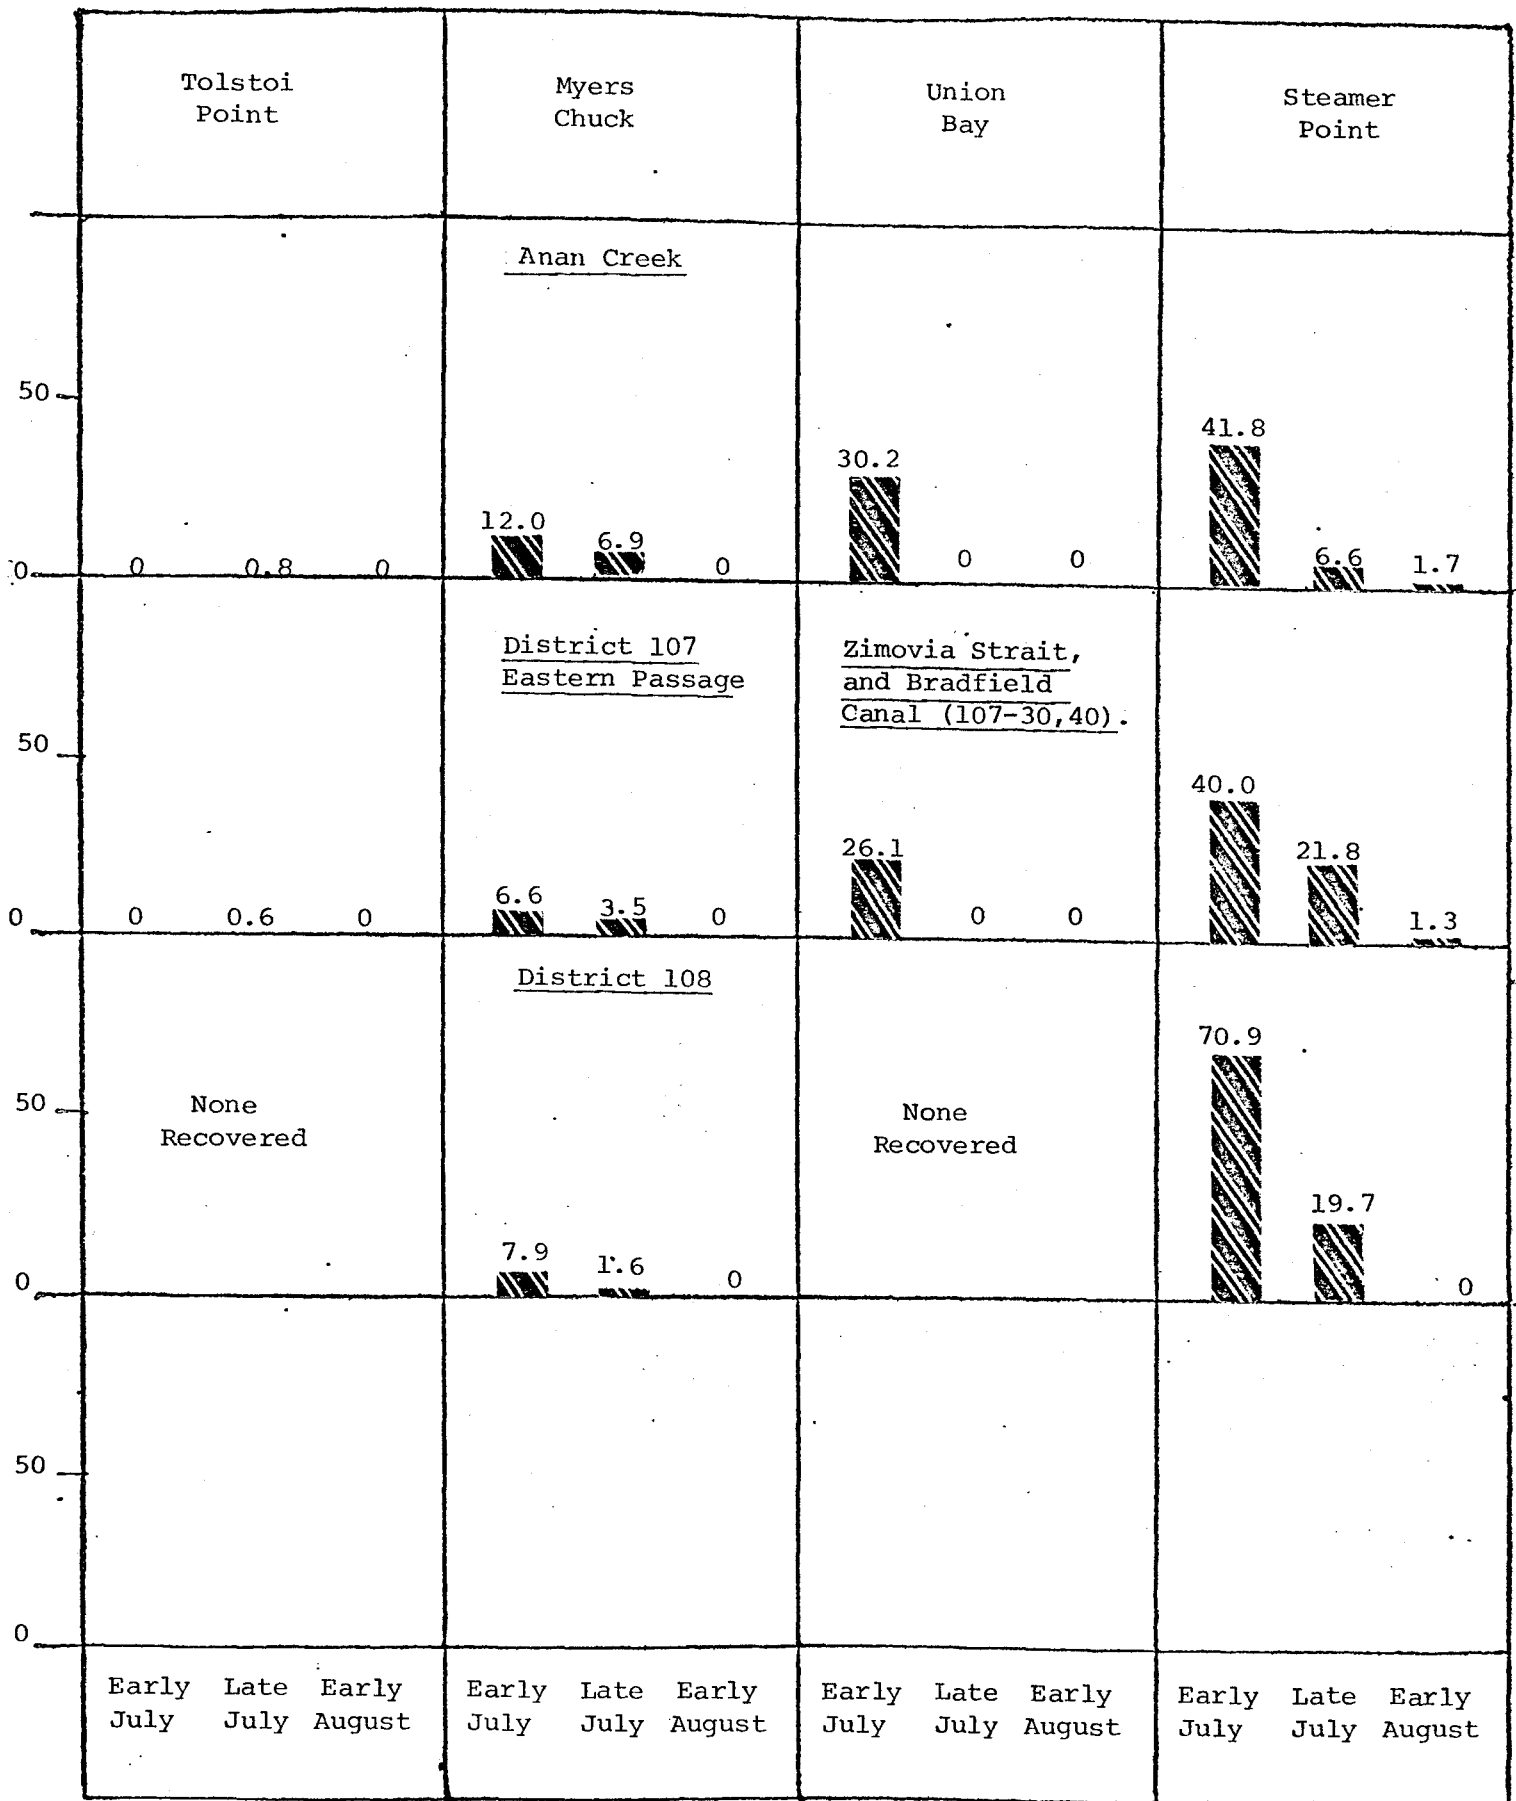 Tolstoi
Point
Myers
Chuck
Union
Bay
Steamer
Point
Anan Creek
50
0
0 0.8 0
12.0 6.9 0
30.2 0 0
41.8 6.6 1.7
District 107
Eastern Passage
Zimovia Strait,
and Bradfield
Canal (107-30,40).
50
0
0 0.6 0
6.6 3.5 0
26.1 0 0
40.0 21.8 1.3
District 108
50
0
None
Recovered
7.9 1.6 0
None
Recovered
70.9 19.7 0
50
0
Early Late Early
July July August
Early Late Early
July July August
Early Late Early
July July August
Early Late Early
July July August